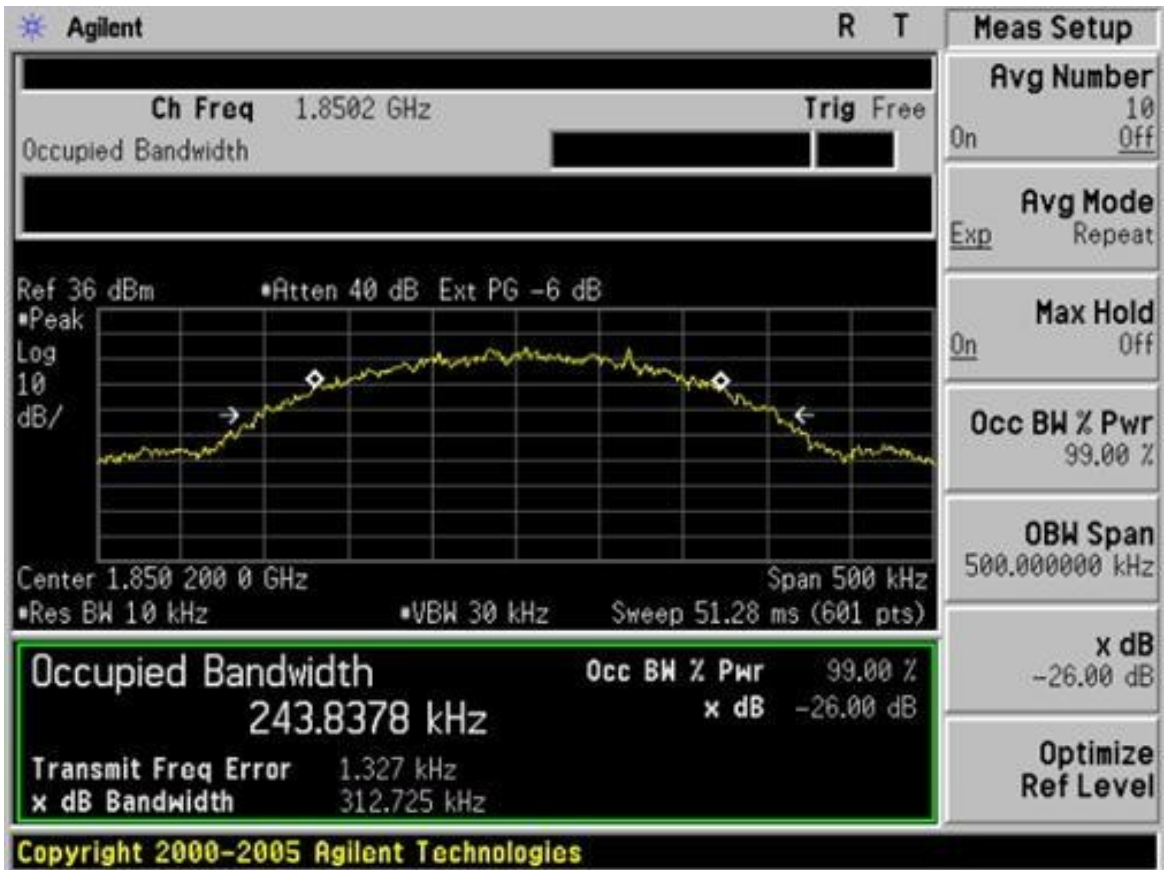 Agilent R T
Meas Setup
Ch Freq 1.8502 GHz Trig Free
Occupied Bandwidth
Ref 36 dBm •Atten 40 dB Ext PG -6 dB
•Peak
Log
10
dB/
Center 1.850 200 0 GHz Span 500 kHz
•Res BW 10 kHz •VBW 30 kHz Sweep 51.28 ms (601 pts)
Occupied Bandwidth
243.8378 kHz
Occ BW % Pwr 99.00 %
x dB -26.00 dB
Transmit Freq Error 1.327 kHz
x dB Bandwidth 312.725 kHz
Avg Number
10
On Off
Avg Mode
Exp Repeat
Max Hold
On Off
Occ BW % Pwr
99.00 %
OBW Span
500.000000 kHz
x dB
-26.00 dB
Optimize
Ref Level
Copyright 2000-2005 Agilent Technologies